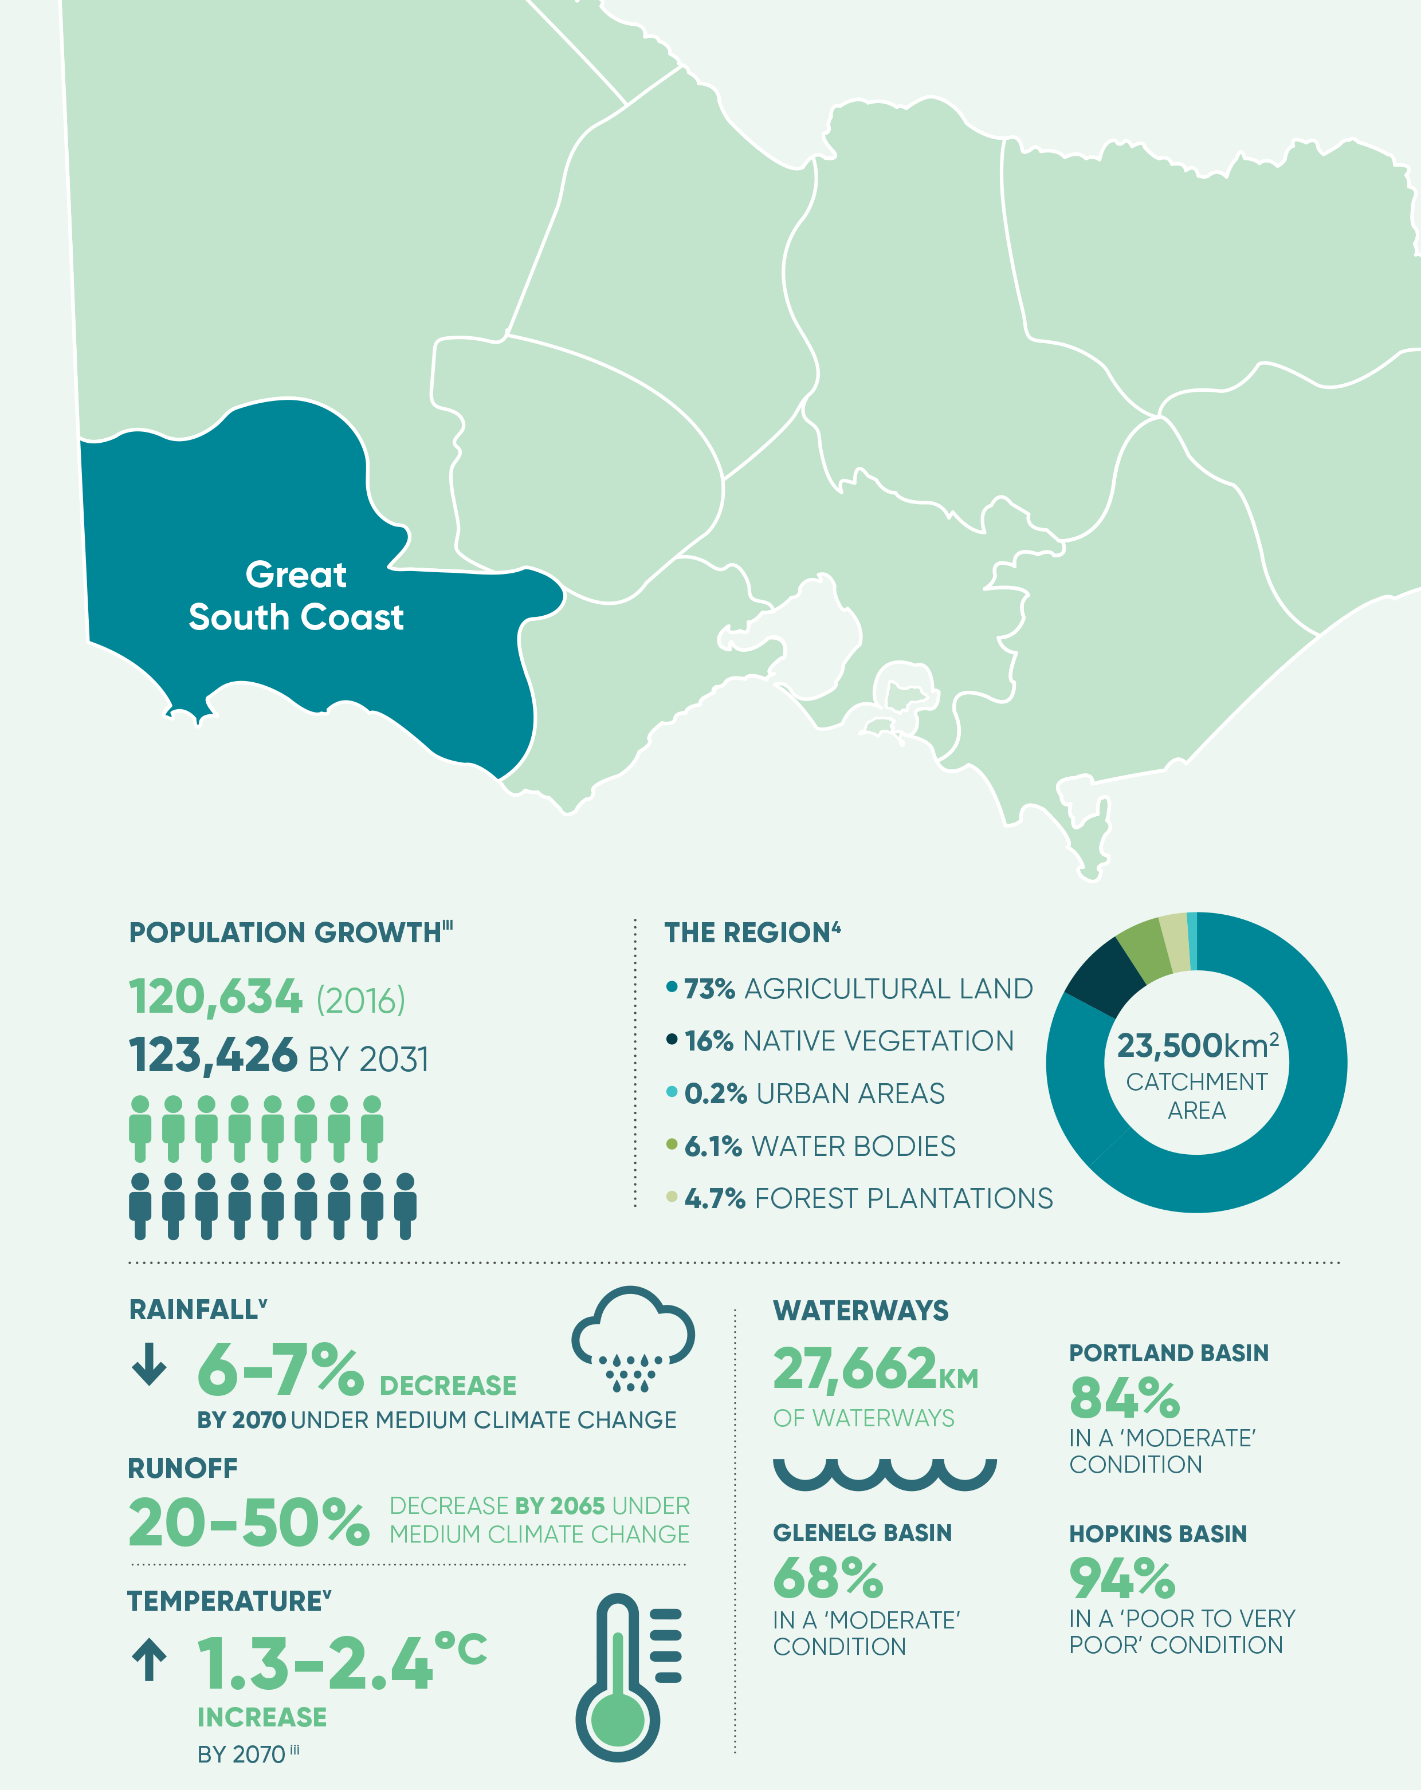 Great
South Coast
POPULATION GROWTHiii
120,634 (2016)
123,426 BY 2031
THE REGION4
• 73% AGRICULTURAL LAND
• 16% NATIVE VEGETATION
• 0.2% URBAN AREAS
• 6.1% WATER BODIES
• 4.7% FOREST PLANTATIONS
23,500km²
CATCHMENT
AREA
RAINFALLv
6–7% DECREASE
BY 2070 UNDER MEDIUM CLIMATE CHANGE
RUNOFF
20–50%
DECREASE BY 2065 UNDER
MEDIUM CLIMATE CHANGE
TEMPERATUREv
1.3–2.4°C
INCREASE
BY 2070 iii
WATERWAYS
27,662KM
OF WATERWAYS
PORTLAND BASIN
84%
IN A ‘MODERATE’
CONDITION
GLENELG BASIN
68%
IN A ‘MODERATE’
CONDITION
HOPKINS BASIN
94%
IN A ‘POOR TO VERY
POOR’ CONDITION